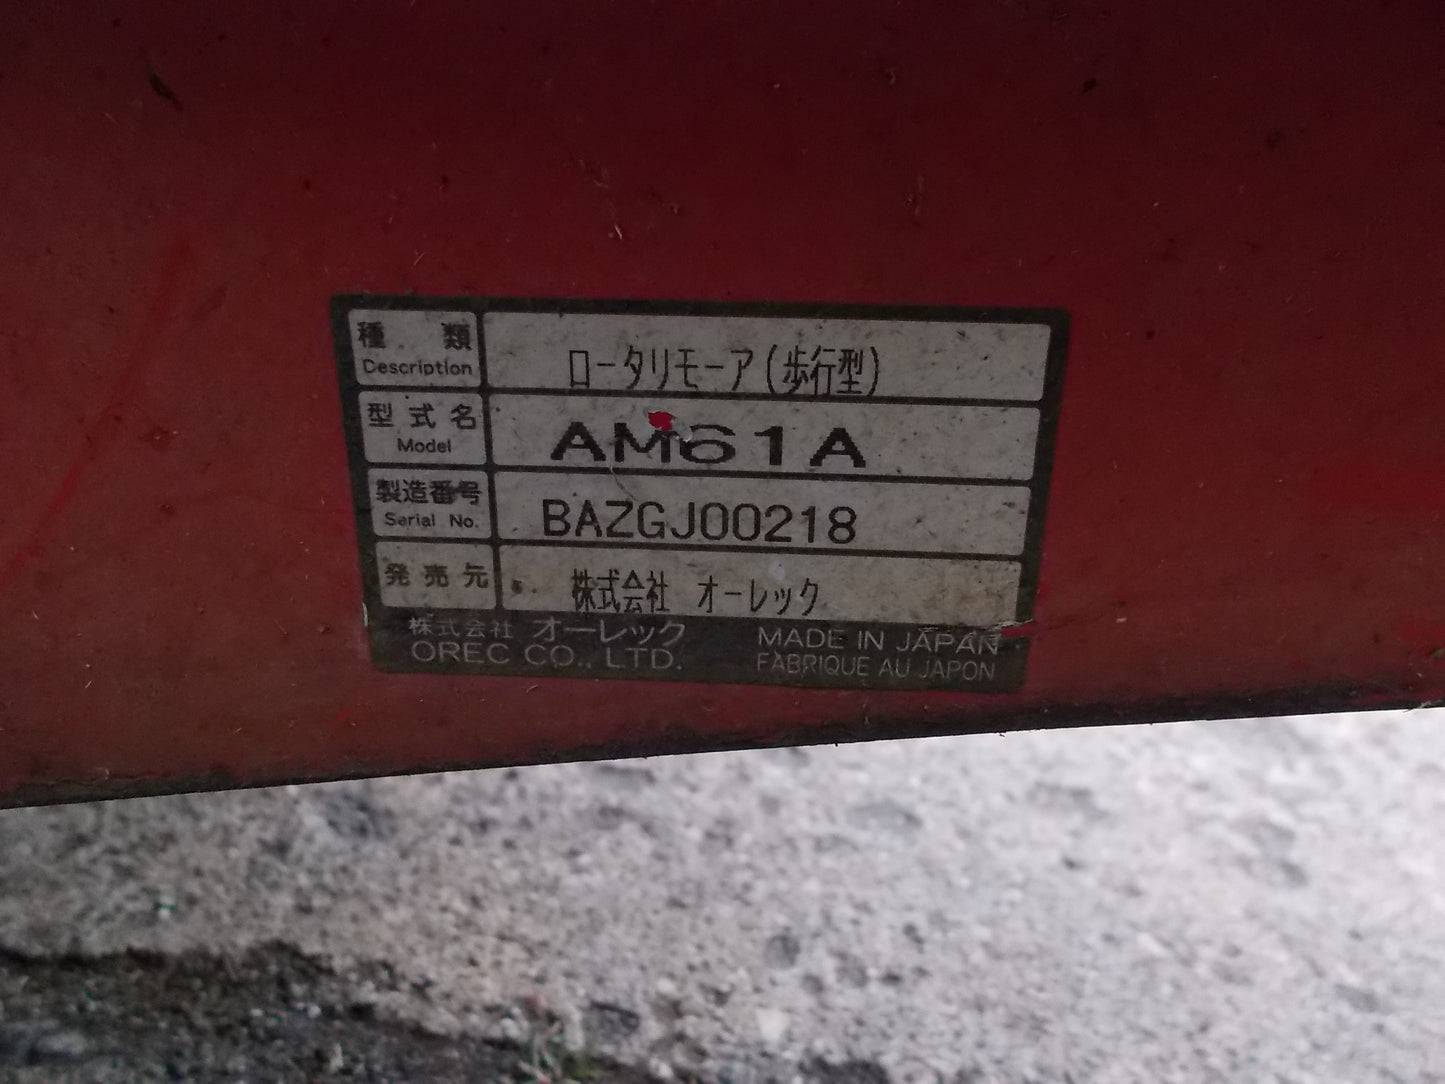 種 類 ロータリモーア(歩行型)
Description
型式名 AM61A
Model
製造番号 BAZGJ00218
Serial No.
発売元 株式会社 オーレック
株式会社 オーレック MADE IN JAPAN
OREC CO., LTD. FABRIQUE AU JAPON